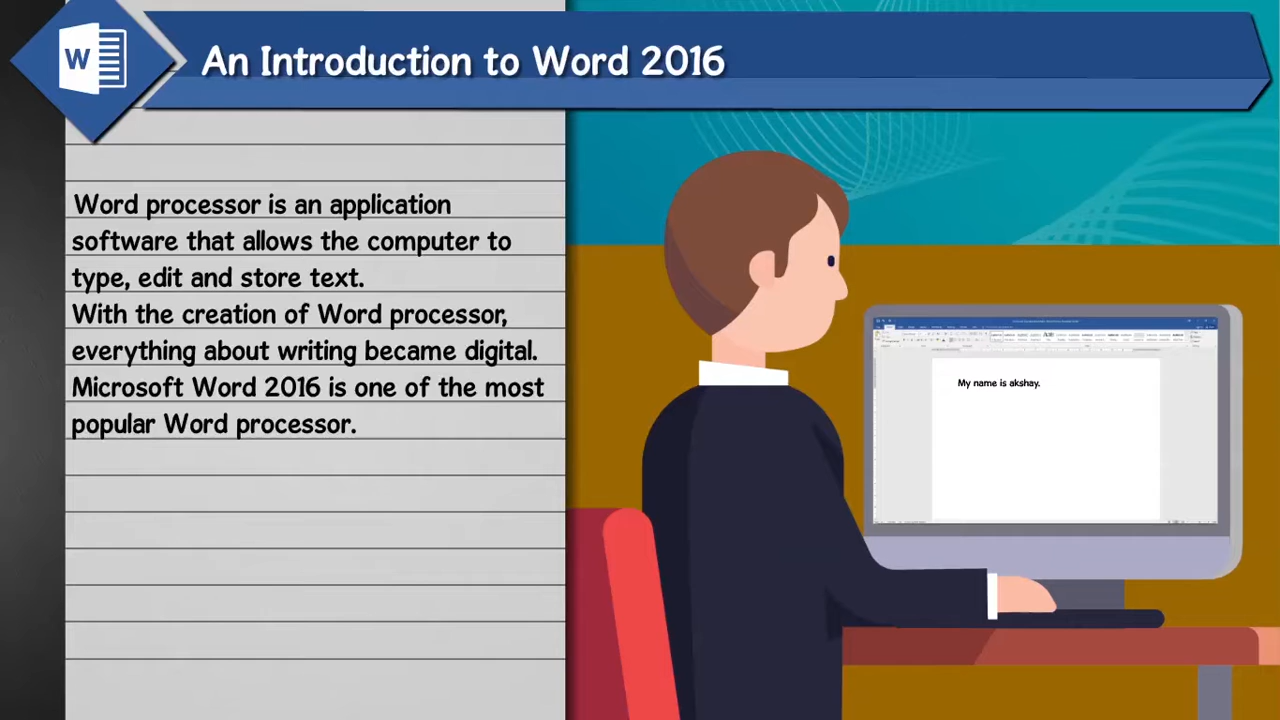 W
An Introduction to Word 2016
Word processor is an application
software that allows the computer to
type, edit and store text.
With the creation of Word processor,
everything about writing became digital.
Microsoft Word 2016 is one of the most
popular Word processor.
My name is akshay.